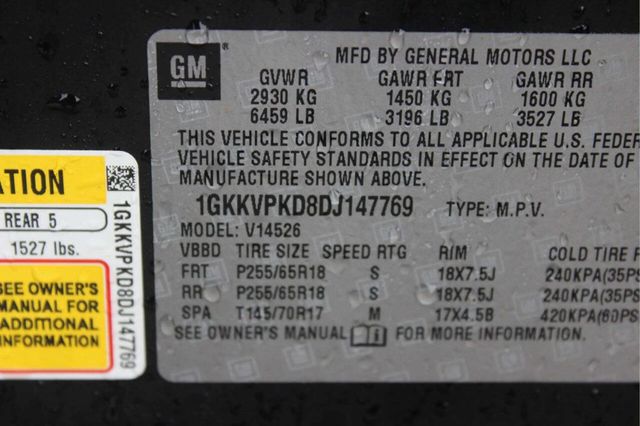 GM
MFD BY GENERAL MOTORS LLC
GVWR GAWR FRT GAWR RR
2930 KG 1450 KG 1600 KG
6459 LB 3196 LB 3527 LB
THIS VEHICLE CONFORMS TO ALL APPLICABLE U.S. FEDER
VEHICLE SAFETY STANDARDS IN EFFECT ON THE DATE OF
MANUFACTURE SHOWN ABOVE.
1GKKVPKD8DJ147769 TYPE: M.P.V.
MODEL: V14526
VBBD TIRE SIZE SPEED RTG RIM COLD TIRE
FRT P255/65R18 S 18X7.5J 240KPA(35PS
RR P255/65R18 S 18X7.5J 240KPA(35PS
SPA T145/70R17 M 17X4.5B 420KPA(60PS
SEE OWNER'S MANUAL FOR MORE INFORMATION.
ATION
REAR 5
1527 lbs.
SEE OWNER'S
MANUAL FOR
ADDITIONAL
INFORMATION
1GKKVPKD8DJ147769